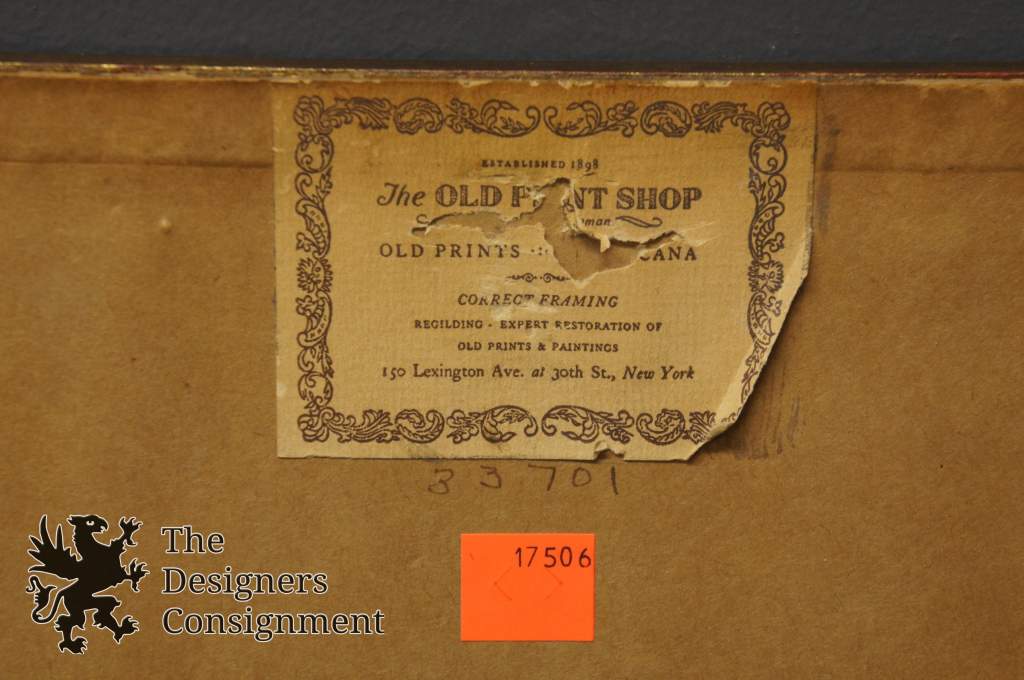 ESTABLISHED 1898
The OLD PRINT SHOP
OLD PRINTS
CORRECT FRAMING
REGILDING - EXPERT RESTORATION OF
OLD PRINTS & PAINTINGS
150 Lexington Ave. at 30th St., New York
33701
17506
The
Designers
Consignment